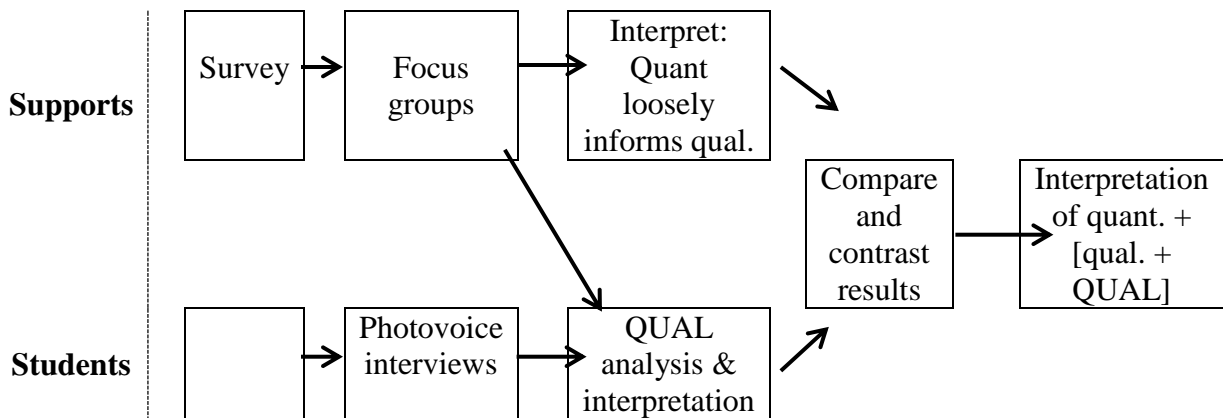 Supports
Survey
Focus
groups
Interpret:
Quant
loosely
informs qual.
Compare
and
contrast
results
Interpretation
of quant. +
[qual. +
QUAL]
Students
Photovoice
interviews
QUAL
analysis &
interpretation